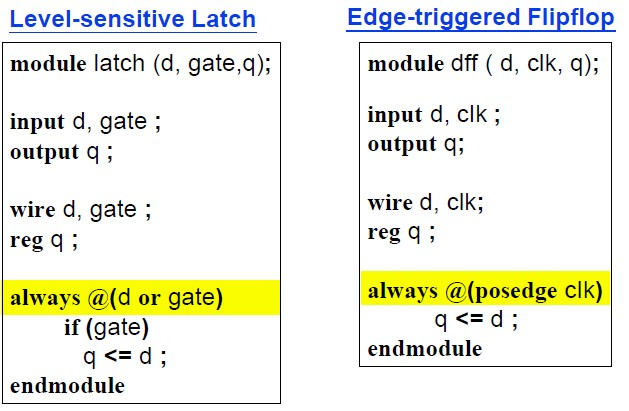 Level-sensitive Latch
module latch (d, gate,q);
input d, gate ;
output q ;
wire d, gate ;
reg q ;
always @(d or gate)
if (gate)
q <= d ;
endmodule
Edge-triggered Flipflop
module dff ( d, clk, q);
input d, clk ;
output q;
wire d, clk;
reg q ;
always @(posedge clk)
q <= d ;
endmodule